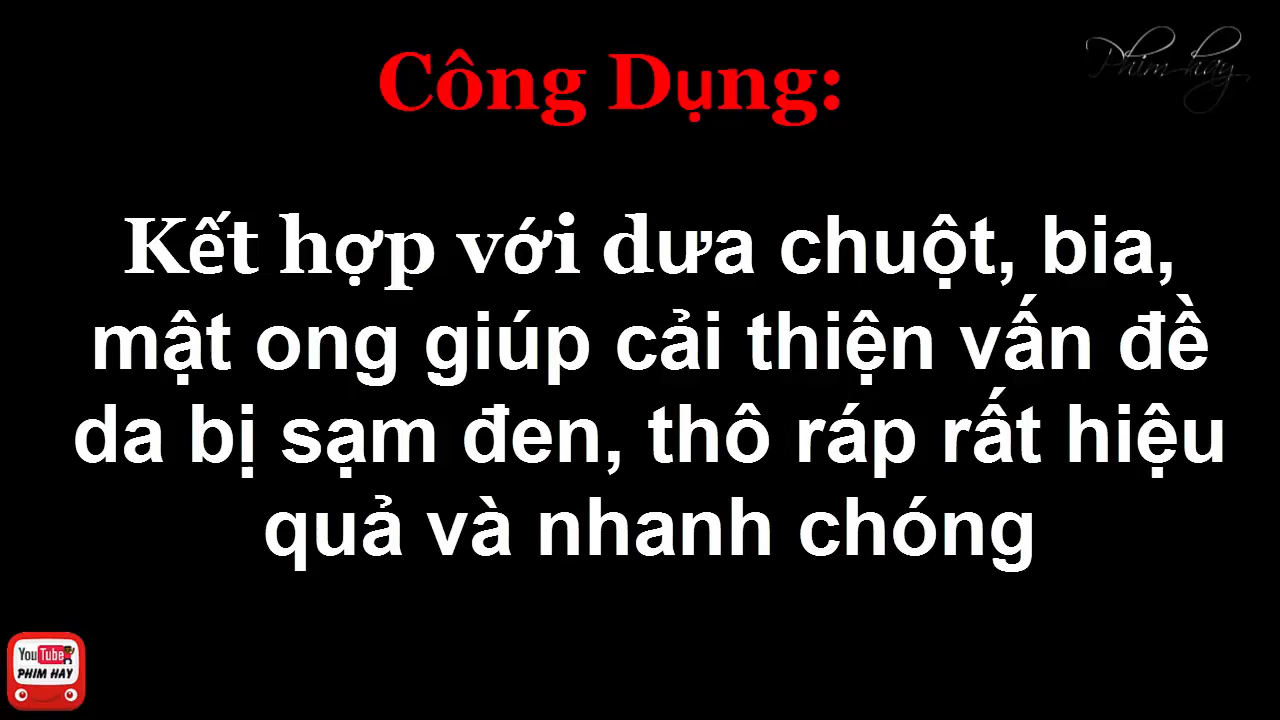 Phim hay
Công Dụng:
Kết hợp với dưa chuột, bia,
mật ong giúp cải thiện vấn đề
da bị sạm đen, thô ráp rất hiệu
quả và nhanh chóng
YouTube
PHIM HAY